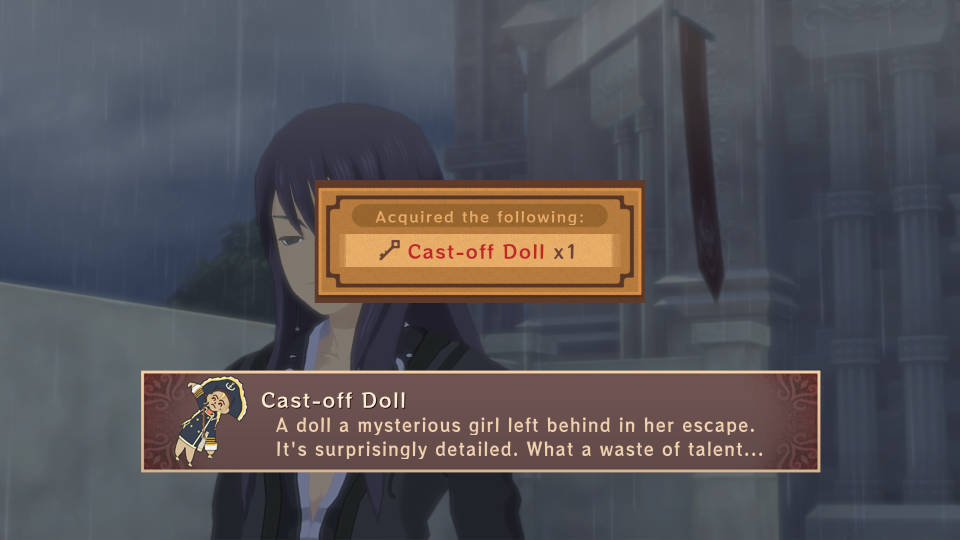 Acquired the following:
Cast-off Doll x1
Cast-off Doll
A doll a mysterious girl left behind in her escape.
It's surprisingly detailed. What a waste of talent...